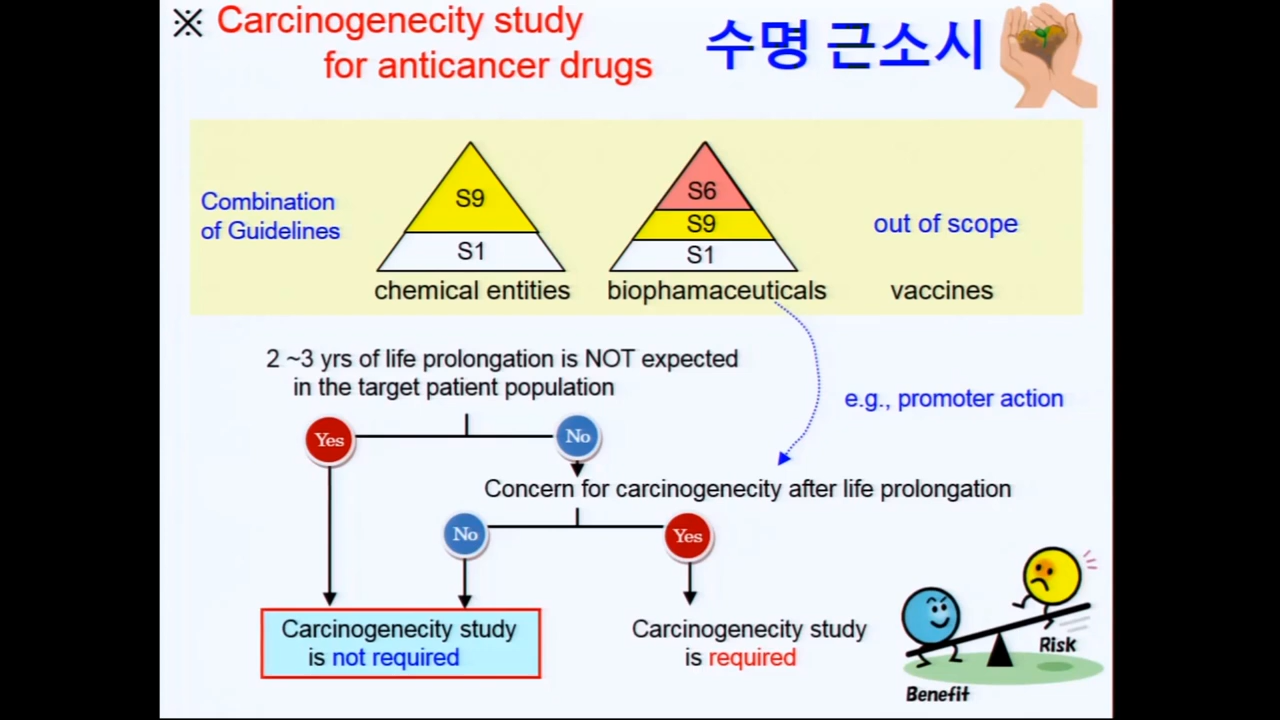 ※ Carcinogenecity study
for anticancer drugs
수명 근소시
Combination
of Guidelines
S9
S1
chemical entities
S6
S9
S1
biophamaceuticals
out of scope
vaccines
2 ~3 yrs of life prolongation is NOT expected
in the target patient population
e.g., promoter action
Yes
No
Concern for carcinogenecity after life prolongation
No
Yes
Carcinogenecity study
is not required
Carcinogenecity study
is required
Risk
Benefit